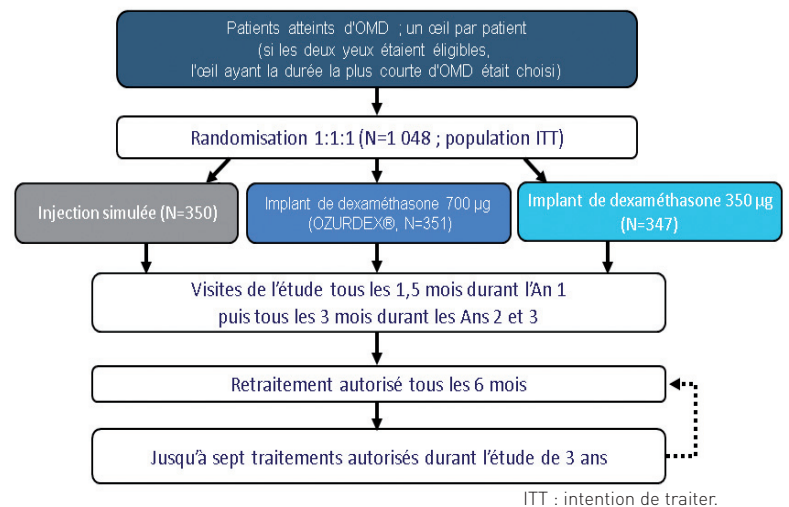 Patients atteints d'OMD ; un œil par patient
(si les deux yeux étaient éligibles,
l'œil ayant la durée la plus courte d'OMD était choisi)
Randomisation 1:1:1 (N=1 048 ; population ITT)
Injection simulée (N=350)
Implant de dexaméthasone 700 µg
(OZURDEX®, N=351)
Implant de dexaméthasone 350 µg
(N=347)
Visites de l'étude tous les 1,5 mois durant l'An 1
puis tous les 3 mois durant les Ans 2 et 3
Retraitement autorisé tous les 6 mois
Jusqu'à sept traitements autorisés durant l'étude de 3 ans
ITT : intention de traiter.